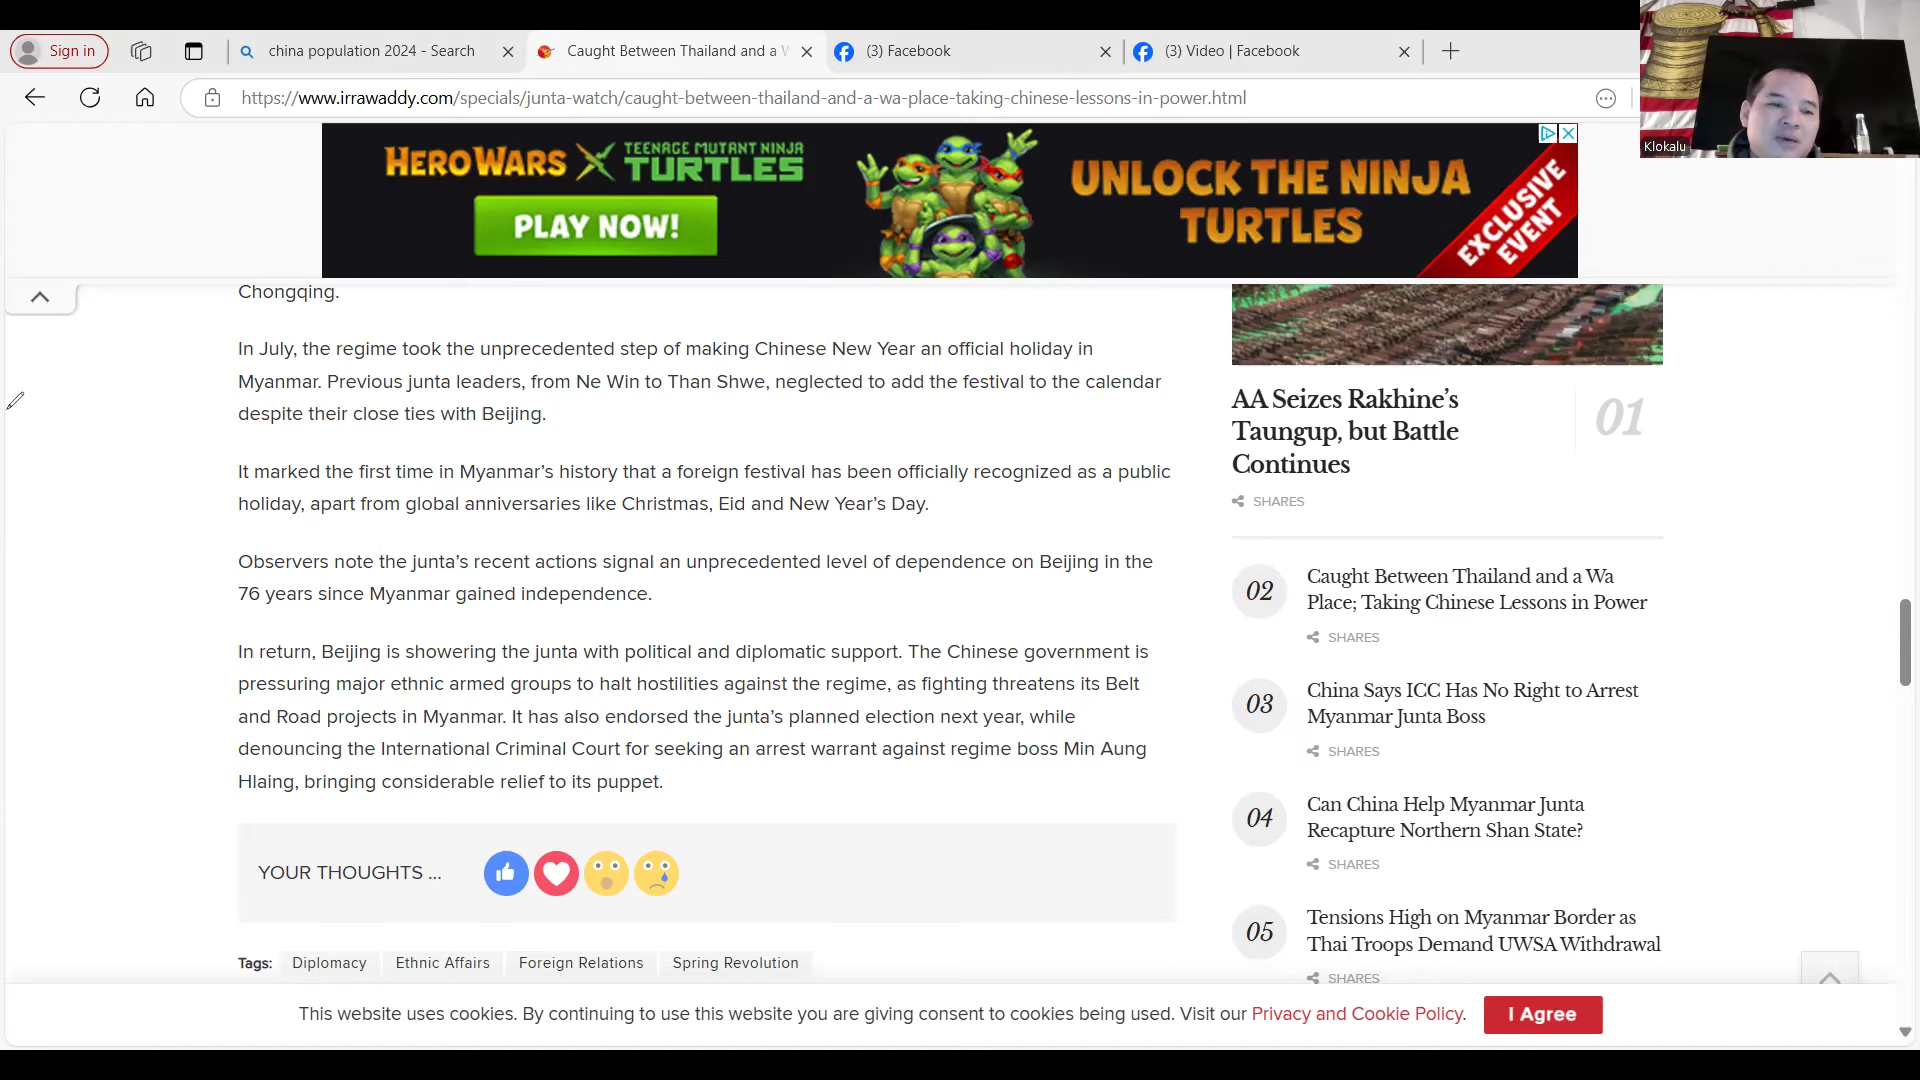 Sign in
china population 2024 - Search
Caught Between Thailand and a W
(3) Facebook
(3) Video | Facebook
https://www.irrawaddy.com/specials/junta-watch/caught-between-thailand-and-a-wa-place-taking-chinese-lessons-in-power.html
Klokalu
HERO WARS X TEENAGE MUTANT NINJA TURTLES
PLAY NOW!
UNLOCK THE NINJA
TURTLES
EXCLUSIVE
EVENT
Chongqing.
In July, the regime took the unprecedented step of making Chinese New Year an official holiday in
Myanmar. Previous junta leaders, from Ne Win to Than Shwe, neglected to add the festival to the calendar
despite their close ties with Beijing.
It marked the first time in Myanmar’s history that a foreign festival has been officially recognized as a public
holiday, apart from global anniversaries like Christmas, Eid and New Year’s Day.
Observers note the junta’s recent actions signal an unprecedented level of dependence on Beijing in the
76 years since Myanmar gained independence.
In return, Beijing is showering the junta with political and diplomatic support. The Chinese government is
pressuring major ethnic armed groups to halt hostilities against the regime, as fighting threatens its Belt
and Road projects in Myanmar. It has also endorsed the junta’s planned election next year, while
denouncing the International Criminal Court for seeking an arrest warrant against regime boss Min Aung
Hlaing, bringing considerable relief to its puppet.
YOUR THOUGHTS ...
Tags: Diplomacy Ethnic Affairs Foreign Relations Spring Revolution
AA Seizes Rakhine’s
Taungup, but Battle
Continues
01
SHARES
02
Caught Between Thailand and a Wa
Place; Taking Chinese Lessons in Power
SHARES
03
China Says ICC Has No Right to Arrest
Myanmar Junta Boss
SHARES
04
Can China Help Myanmar Junta
Recapture Northern Shan State?
SHARES
05
Tensions High on Myanmar Border as
Thai Troops Demand UWSA Withdrawal
SHARES
This website uses cookies. By continuing to use this website you are giving consent to cookies being used. Visit our Privacy and Cookie Policy.
I Agree